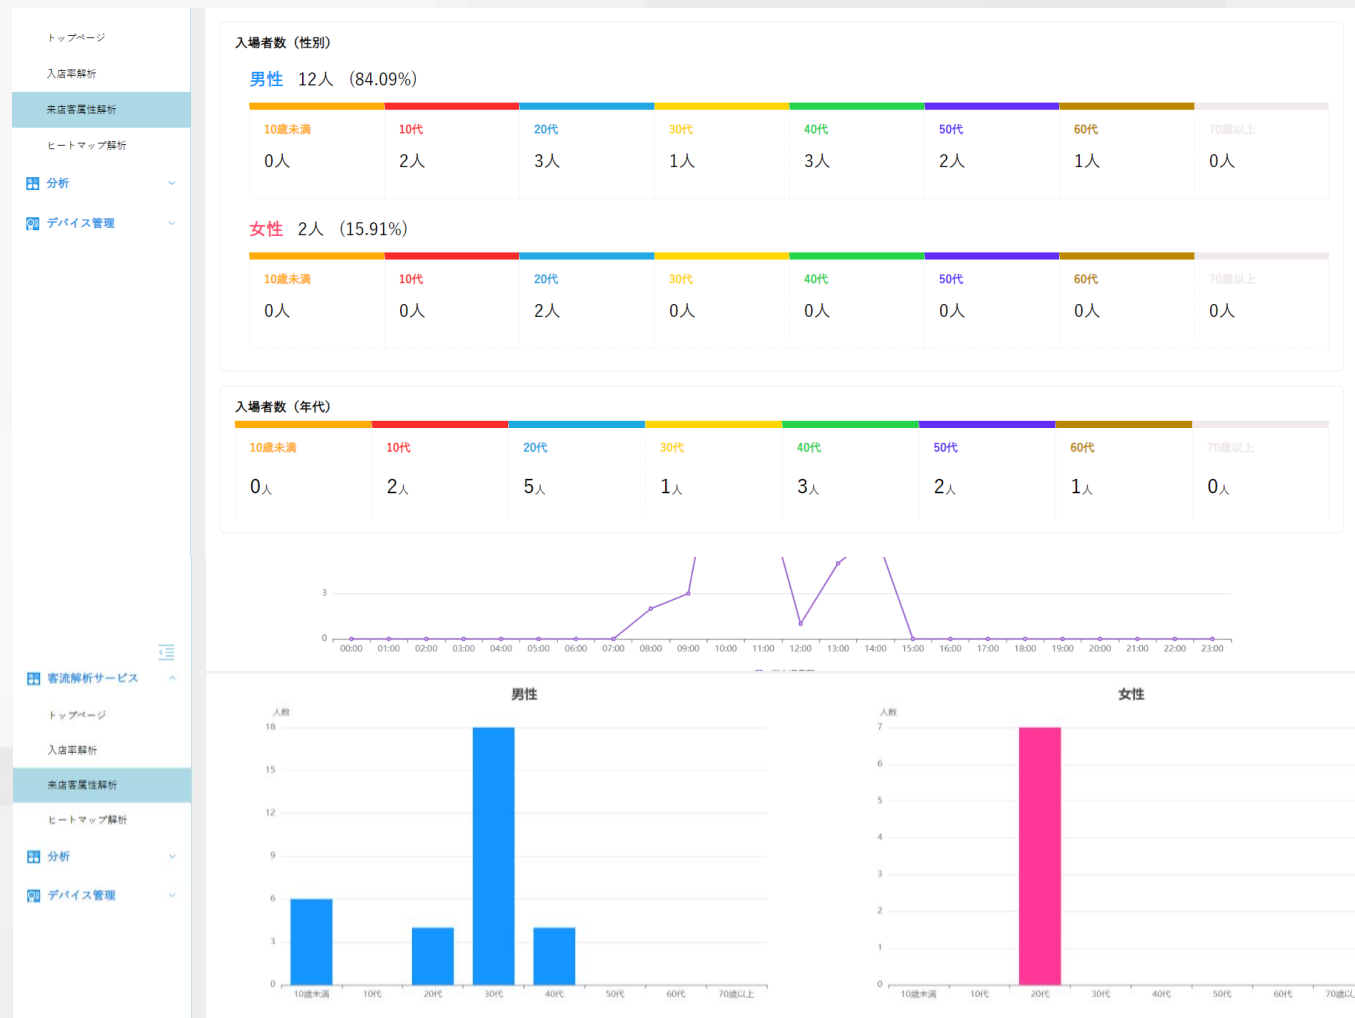 トップページ
入店率解析
来店客属性解析
ヒートマップ解析
分析
デバイス管理
入場者数（性別）
男性 12人 （84.09%）
10歳未満 10代 20代 30代 40代 50代 60代 70歳以上
0人 2人 3人 1人 3人 2人 1人 0人
女性 2人 （15.91%）
10歳未満 10代 20代 30代 40代 50代 60代 70歳以上
0人 0人 2人 0人 0人 0人 0人 0人
入場者数（年代）
10歳未満 10代 20代 30代 40代 50代 60代 70歳以上
0人 2人 5人 1人 3人 2人 1人 0人
3
0
00:00 01:00 02:00 03:00 04:00 05:00 06:00 07:00 08:00 09:00 10:00 11:00 12:00 13:00 14:00 15:00 16:00 17:00 18:00 19:00 20:00 21:00 22:00 23:00
客流解析サービス
トップページ
入店率解析
来店客属性解析
ヒートマップ解析
分析
デバイス管理
男性
人数
18
15
12
9
6
3
0
10歳未満 10代 20代 30代 40代 50代 60代 70歳以上
女性
人数
7
6
5
4
3
2
1
0
10歳未満 10代 20代 30代 40代 50代 60代 70歳以